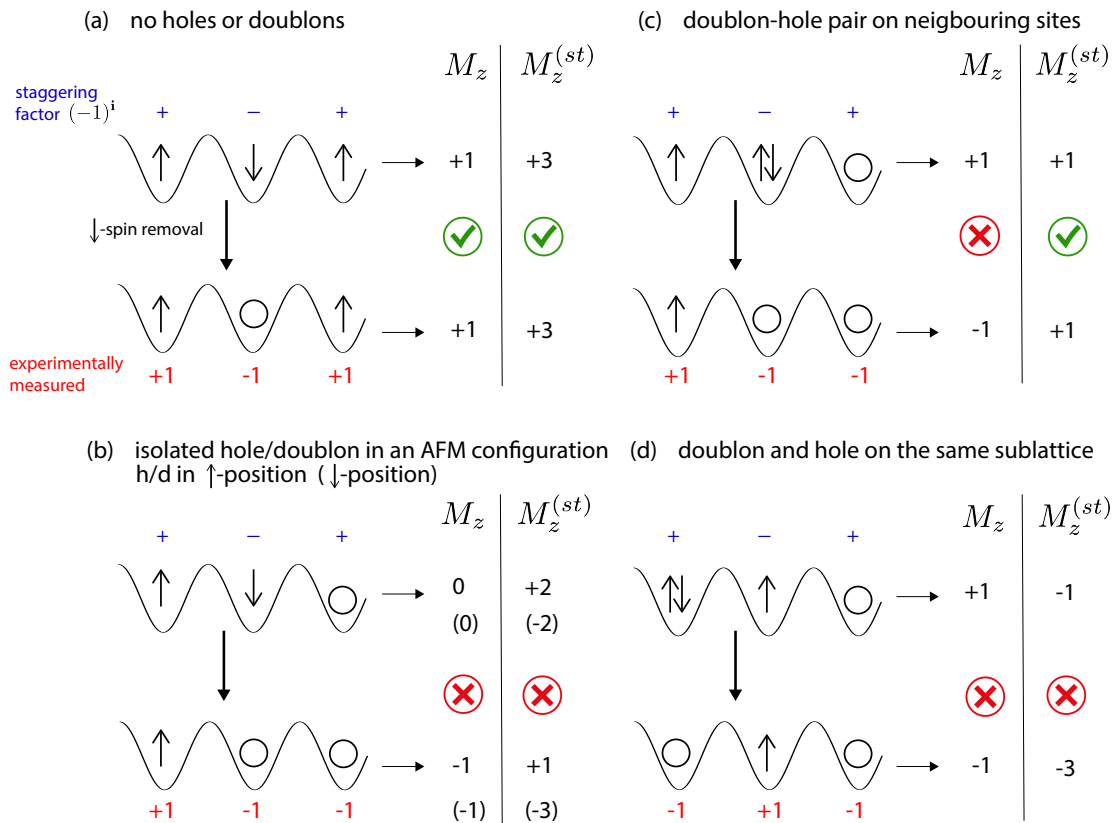 (a) no holes or doublons
M_z M_z^{(st)}
staggering
factor (-1)^i
+ − +
+1 +3
↓-spin removal
+1 +3
experimentally
measured
+1 -1 +1
(c) doublon-hole pair on neigbouring sites
M_z M_z^{(st)}
+ − +
+1 +1
-1 +1
+1 -1 -1
(b) isolated hole/doublon in an AFM configuration
h/d in ↑-position (↓-position)
M_z M_z^{(st)}
+ − +
0 +2
(0) (-2)
-1 +1
+1 -1 -1 (-1) (-3)
(d) doublon and hole on the same sublattice
M_z M_z^{(st)}
+ − +
+1 -1
-1 -3
-1 +1 -1